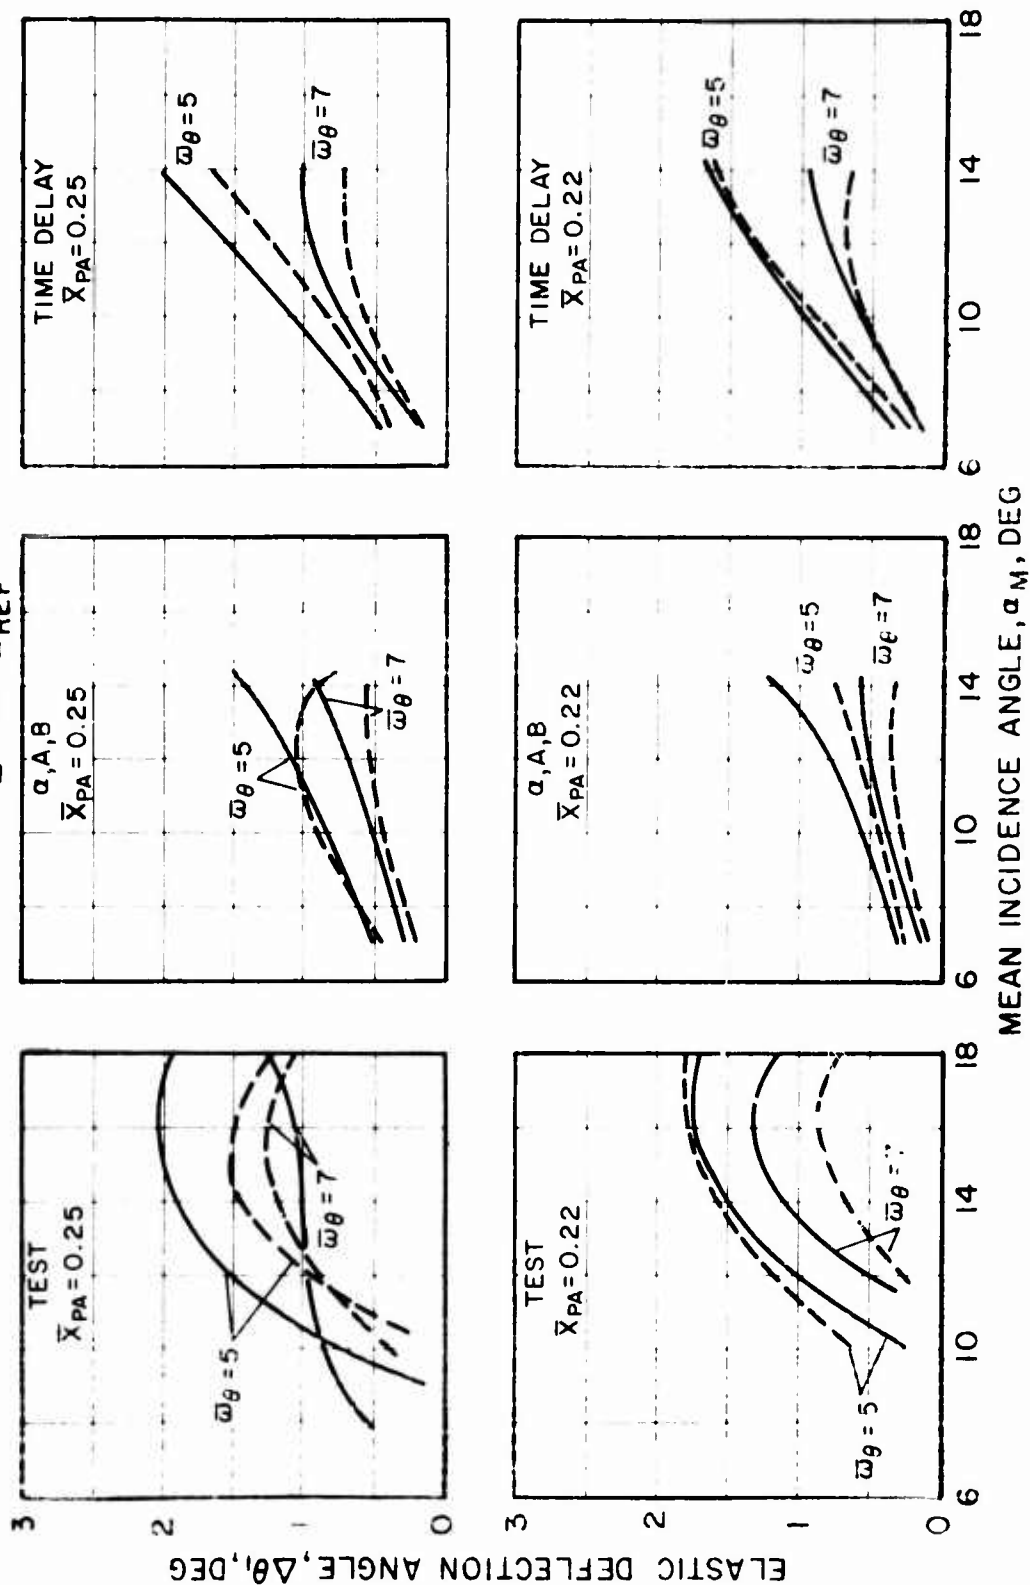 TEST
X̄PA=0.25
ω̄θ=5
ω̄θ=7
3
2
1
0
α,A,B
X̄PA=0.25
ω̄θ=5
ω̄θ=7
TIME DELAY
X̄PA=0.25
ω̄θ=5
ω̄θ=7
TEST
X̄PA=0.22
ω̄θ=5
ω̄θ=7
3
2
1
0
6
10
14
18
α,A,B
X̄PA=0.22
ω̄θ=5
ω̄θ=7
6
10
14
18
TIME DELAY
X̄PA=0.22
ω̄θ=5
ω̄θ=7
6
10
14
18
ELASTIC DEFLECTION ANGLE, Δθ₁, DEG
MEAN INCIDENCE ANGLE, αM, DEG